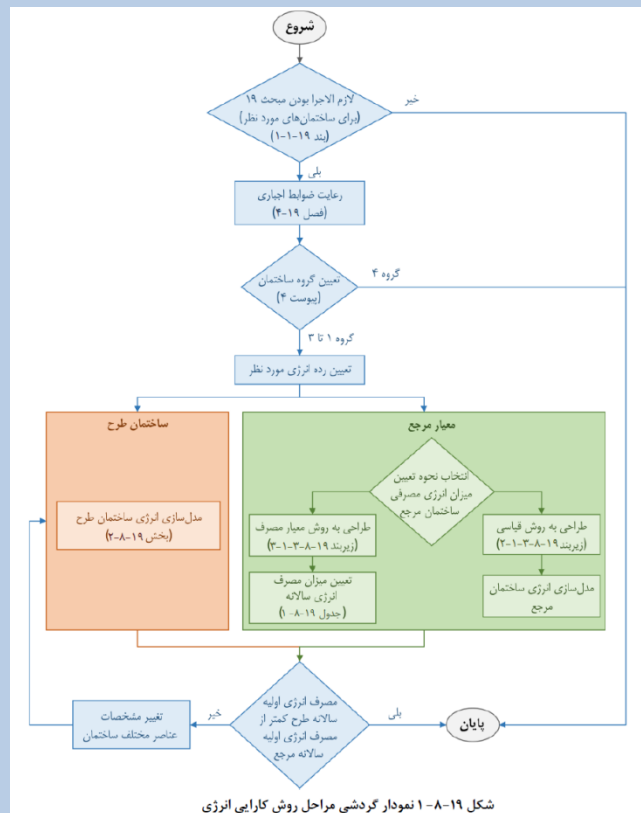 شروع
لازم الاجرا بودن مبحث ۱۹
(برای ساختمان‌های مورد نظر)
(بند ۱۹-۱-۱)
خیر
بلی
رعایت ضوابط اجباری
(فصل ۱۹-۴)
تعیین گروه ساختمان
(پیوست ۴)
گروه ۴
گروه ۱ تا ۳
تعیین رده انرژی مورد نظر
معیار مرجع
انتخاب نحوه تعیین
میزان انرژی مصرفی
ساختمان مرجع
طراحی به روش قیاسی
(زیربند ۱۹-۸-۳-۱-۲)
مدل‌سازی انرژی ساختمان
مرجع
طراحی به روش معیار مصرف
(زیربند ۱۹-۸-۳-۱-۳)
تعیین میزان مصرف
انرژی سالانه
(جدول ۱۹-۸-۱)
ساختمان طرح
مدل‌سازی انرژی ساختمان طرح
(بخش ۱۹-۸-۲)
مصرف انرژی اولیه
سالانه طرح کمتر از
مصرف انرژی اولیه
سالانه مرجع
بلی
پایان
خیر
تغییر مشخصات
عناصر مختلف ساختمان
شکل ۱۹-۸-۱ نمودار گردشی مراحل روش کارایی انرژی